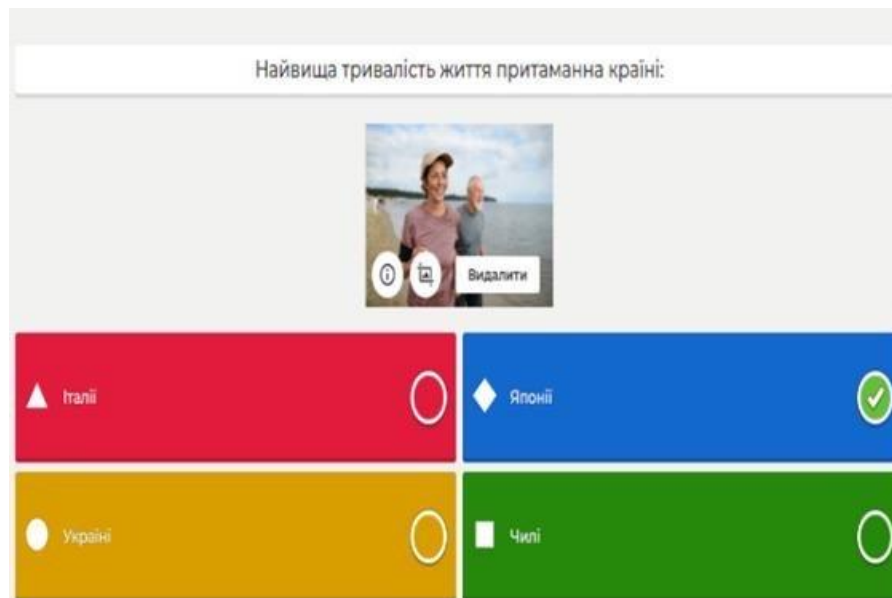 Найвища тривалість життя притаманна країні:
Видалити
Італії
Японії
Україні
Чилі